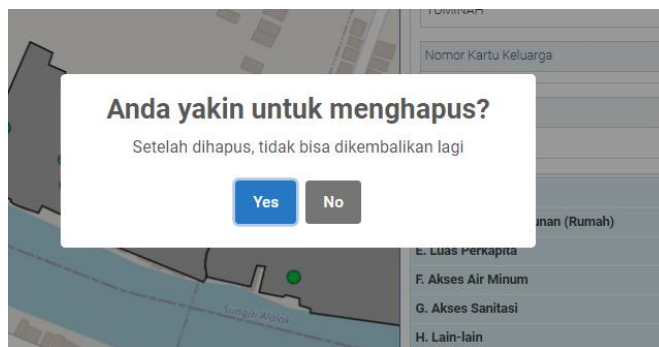 TUMINAH
Nomor Kartu Keluarga
Anda yakin untuk menghapus?
Setelah dihapus, tidak bisa dikembalikan lagi
Yes
No
(Rumah)
E. Luas Perkapita
F. Akses Air Minum
Sungai Alalak
G. Akses Sanitasi
H. Lain-lain